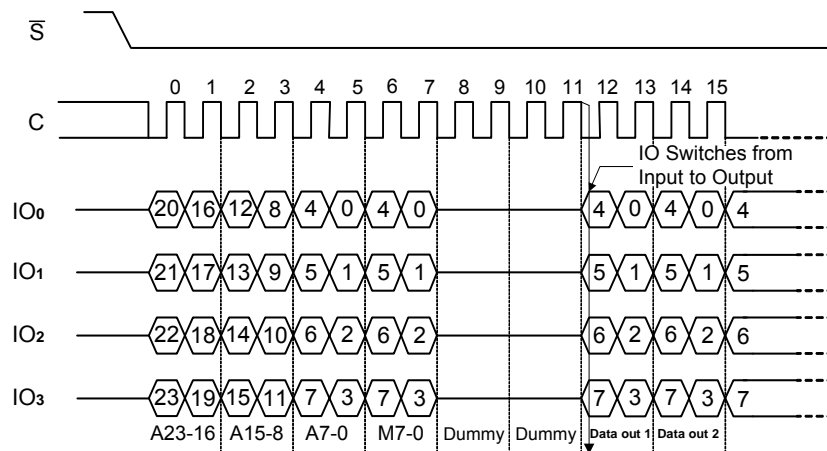 S
0 1 2 3 4 5 6 7 8 9 10 11 12 13 14 15
C
IO Switches from
Input to Output
IO0 20 16 12 8 4 0 4 0 4 0 4 0 4
IO1 21 17 13 9 5 1 5 1 5 1 5 1 5
IO2 22 18 14 10 6 2 6 2 6 2 6 2 6
IO3 23 19 15 11 7 3 7 3 7 3 7 3 7
A23-16 A15-8 A7-0 M7-0 Dummy Dummy Data out 1 Data out 2